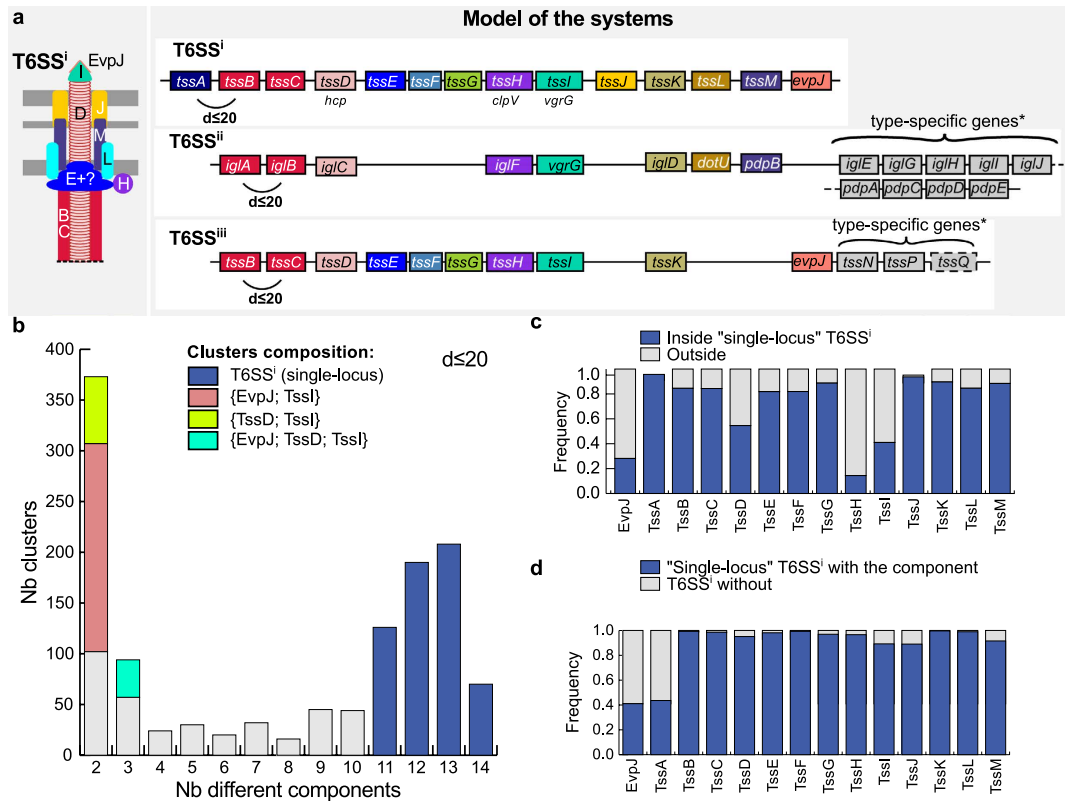 a
Model of the systems
T6SSⁱ EvpJ
I
D
J
M
L
E+?
H
B
C
T6SSⁱ
tssA tssB tssC tssD tssE tssF tssG tssH tssI tssJ tssK tssL tssM evpJ
hcp clpV vgrG
d≤20
T6SSⁱⁱ
type-specific genes*
iglA iglB iglC iglF vgrG iglD dotU pdpB iglE iglG iglH iglI iglJ
pdpA pdpC pdpD pdpE
d≤20
T6SSⁱⁱⁱ
type-specific genes*
tssB tssC tssD tssE tssF tssG tssH tssI tssK evpJ tssN tssP tssQ
d≤20
b
Clusters composition:
d≤20
T6SSⁱ (single-locus)
{EvpJ; TssI}
{TssD; TssI}
{EvpJ; TssD; TssI}
Nb clusters
400
350
300
250
200
150
100
50
0
2 3 4 5 6 7 8 9 10 11 12 13 14
Nb different components
c
Inside "single-locus" T6SSⁱ
Outside
Frequency
1.0
0.8
0.6
0.4
0.2
0.0
EvpJ TssA TssB TssC TssD TssE TssF TssG TssH TssI TssJ TssK TssL TssM
d
"Single-locus" T6SSⁱ with the component
T6SSⁱ without
Frequency
1.0
0.8
0.6
0.4
0.2
0.0
EvpJ TssA TssB TssC TssD TssE TssF TssG TssH TssI TssJ TssK TssL TssM